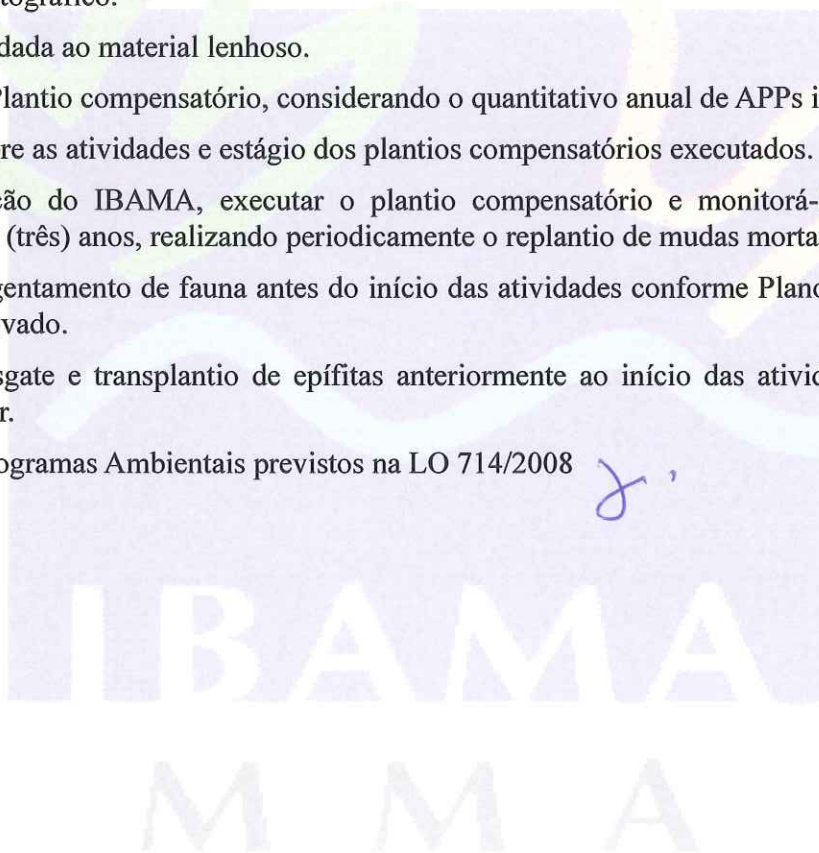 tográfico.
dada ao material lenhoso.
Plantio compensatório, considerando o quantitativo anual de APPs i
re as atividades e estágio dos plantios compensatórios executados.
ção do IBAMA, executar o plantio compensatório e monitorá-
(três) anos, realizando periodicamente o replantio de mudas morta
gentamento de fauna antes do início das atividades conforme Plano
vado.
sgate e transplantio de epífitas anteriormente ao início das ativid
r.
ogramas Ambientais previstos na LO 714/2008
IBAMA
M M A